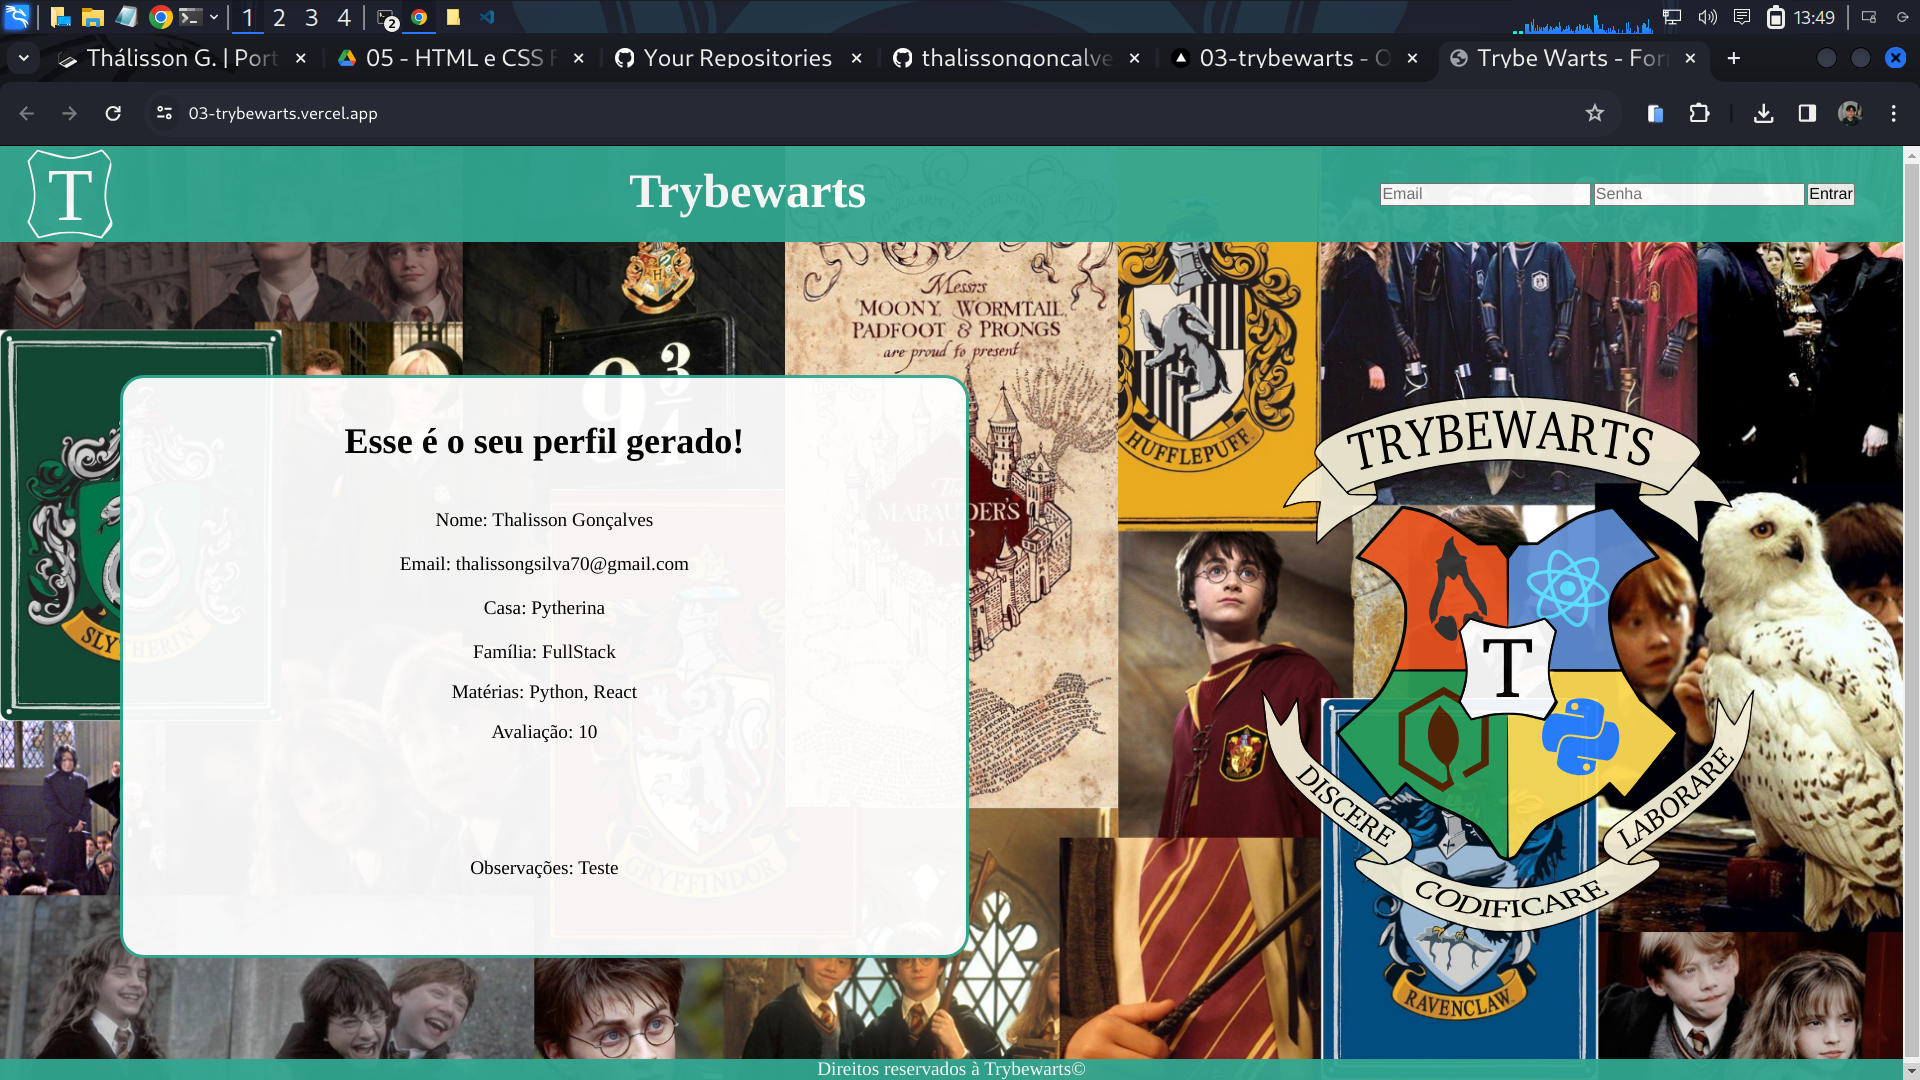 1 2 3 4 2 13:49
Thálisson G. | Port 05 - HTML e CSS F Your Repositories thalissongoncalve 03-trybewarts - O Trybe Warts - For
03-trybewarts.vercel.app
T Trybewarts Email Senha Entrar
Messrs
MOONY, WORMTAIL,
PADFOOT & PRONGS
are proud to present
9 3/4
HUFFLEPUFF
TRYBEWARTS
Esse é o seu perfil gerado!
The
MARAUDER'S
MAP
Nome: Thalisson Gonçalves
Email: thalissongsilva70@gmail.com
Casa: Pytherina
SLYTHERIN
Família: FullStack
T
Matérias: Python, React
Avaliação: 10
DISCERE
LABORARE
Observações: Teste
GRYFFINDOR
CODIFICARE
RAVENCLAW
Direitos reservados à Trybewarts©